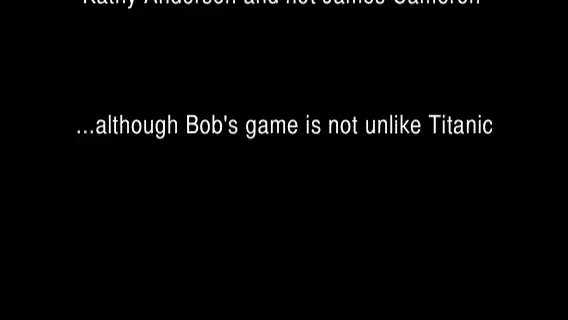 Kathy Anderson and not James Cameron
...although Bob's game is not unlike Titanic